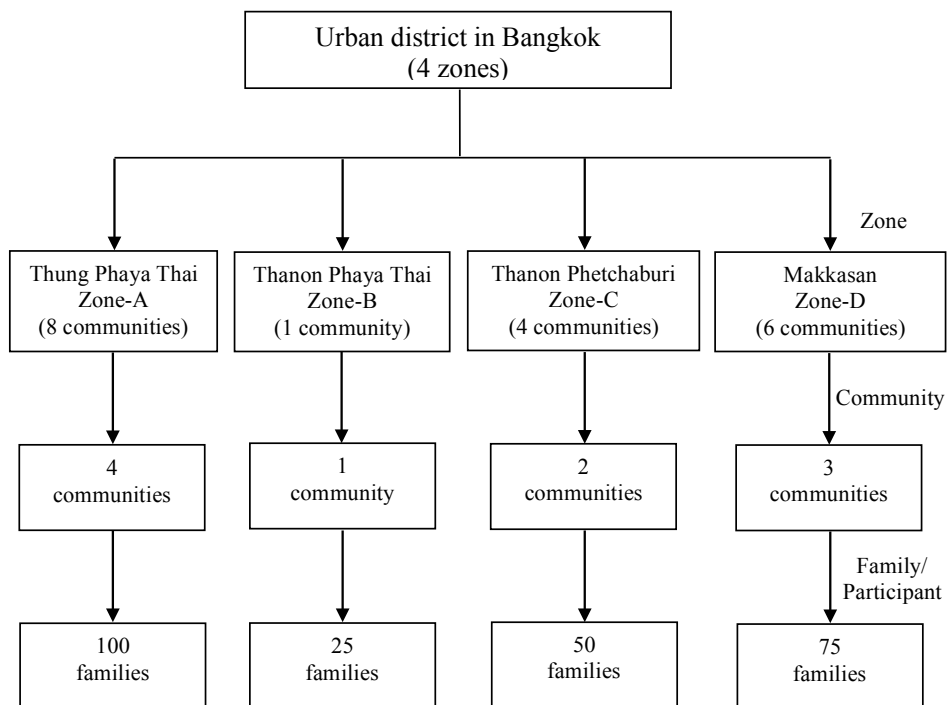 Urban district in Bangkok
(4 zones)
Zone
Thung Phaya Thai
Zone-A
(8 communities)
Thanon Phaya Thai
Zone-B
(1 community)
Thanon Phetchaburi
Zone-C
(4 communities)
Makkasan
Zone-D
(6 communities)
Community
4
communities
1
community
2
communities
3
communities
Family/
Participant
100
families
25
families
50
families
75
families